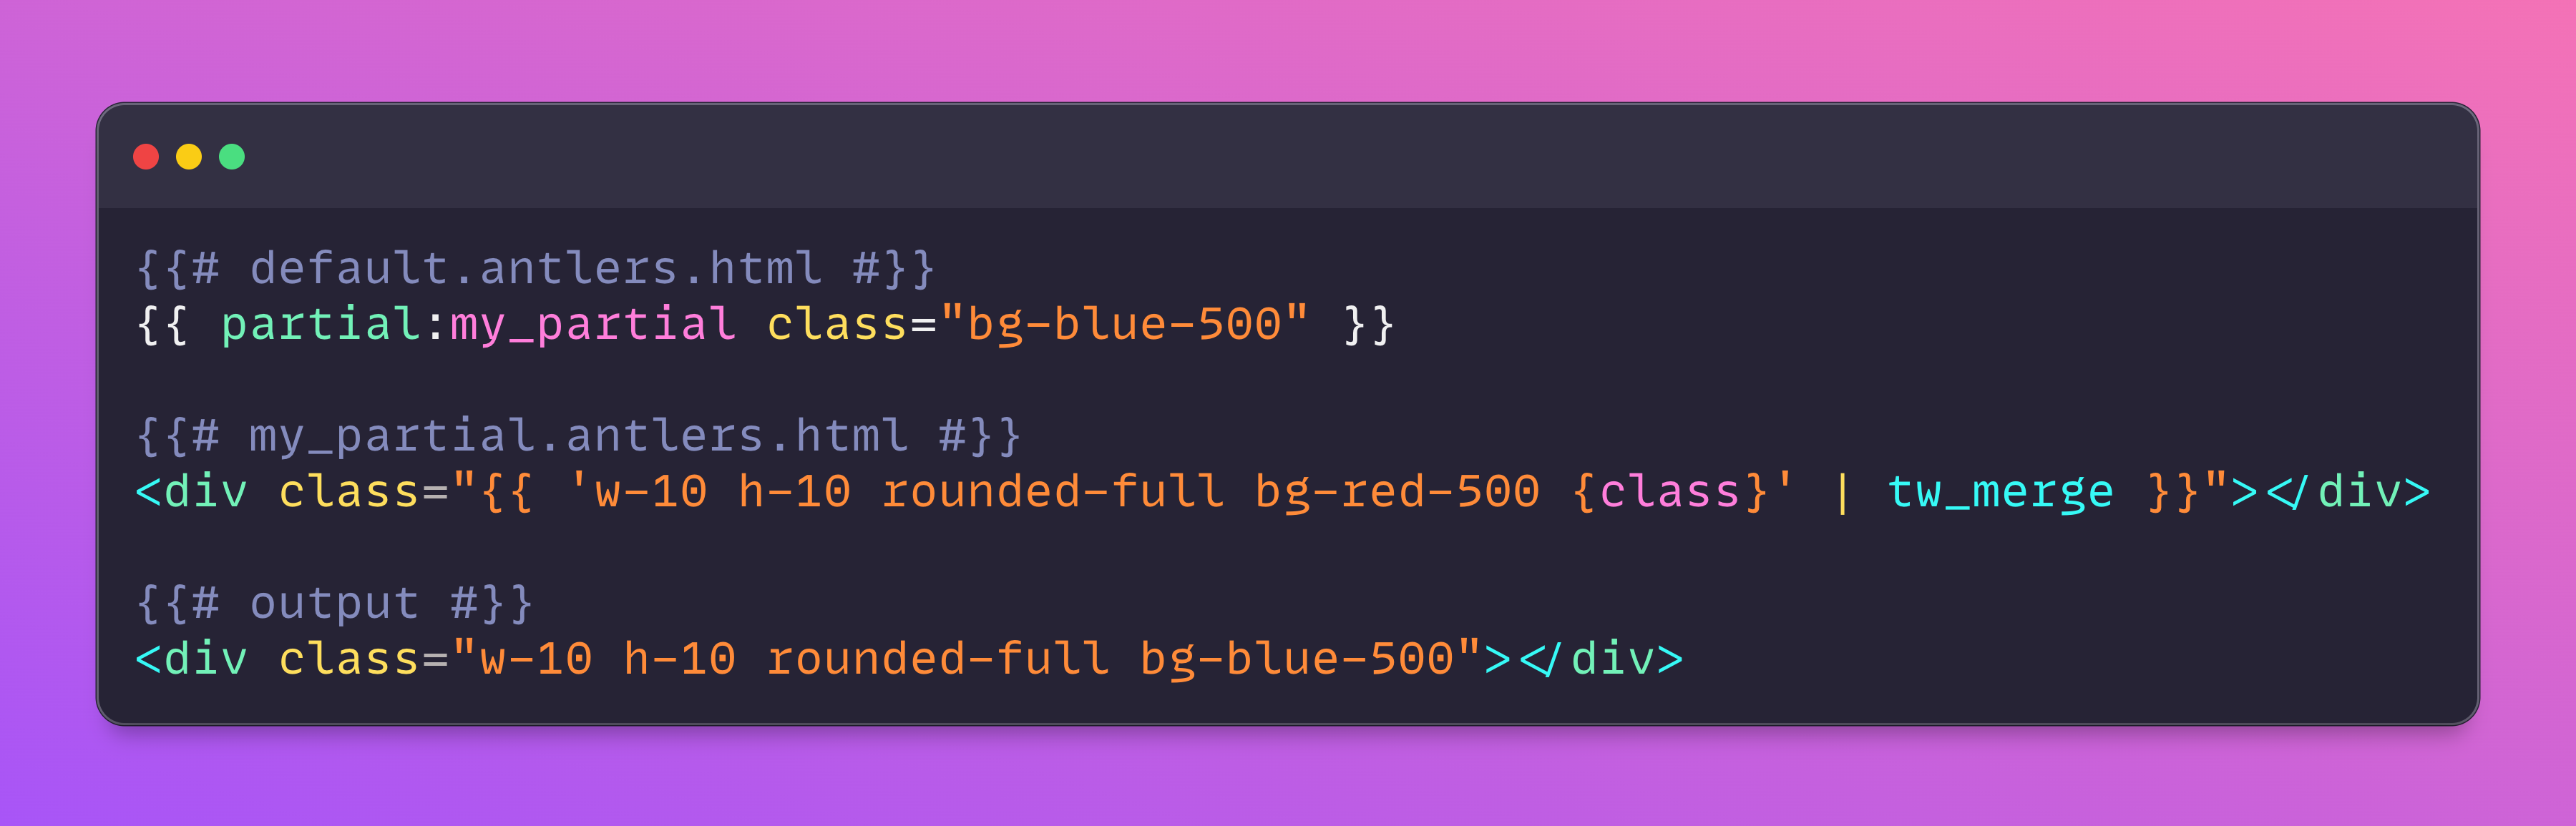 {{# default.antlers.html #}}
{{ partial:my_partial class="bg-blue-500" }}
{{# my_partial.antlers.html #}}
<div class="{{ 'w-10 h-10 rounded-full bg-red-500 {class}' | tw_merge }}"></div>
{{# output #}}
<div class="w-10 h-10 rounded-full bg-blue-500"></div>